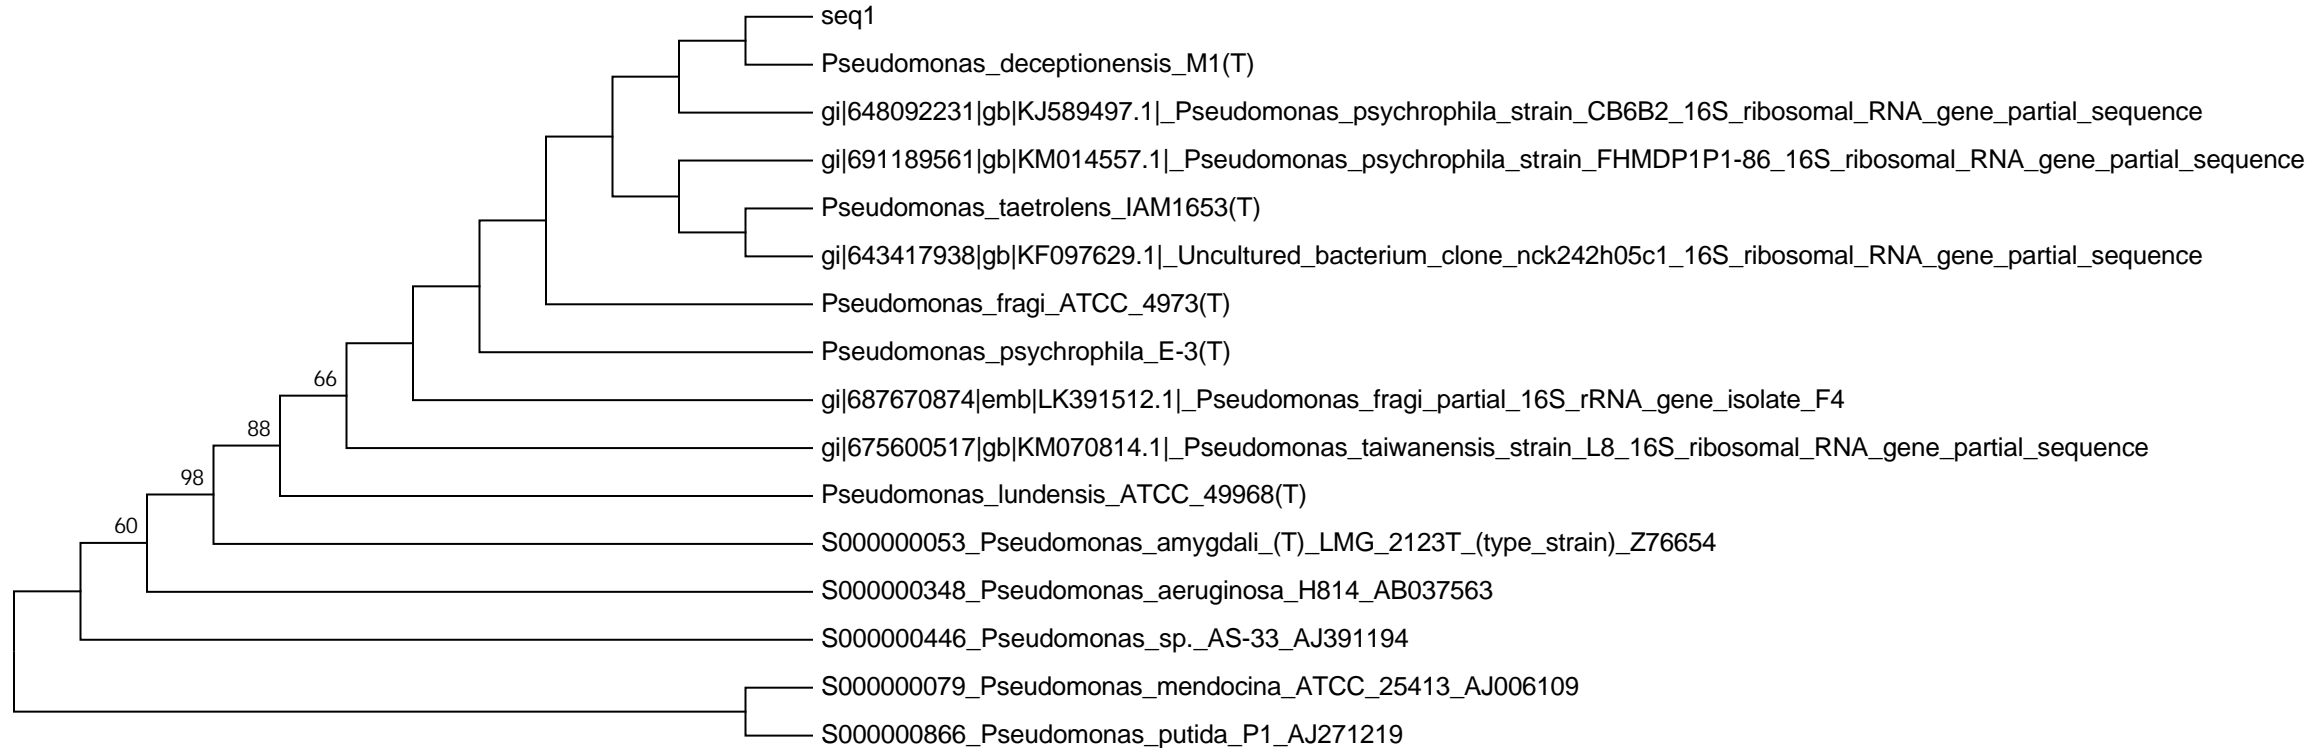 seq1
Pseudomonas_deceptionensis_M1(T)
gi|648092231|gb|KJ589497.1|_Pseudomonas_psychrophila_strain_CB6B2_16S_ribosomal_RNA_gene_partial_sequence
gi|691189561|gb|KM014557.1|_Pseudomonas_psychrophila_strain_FHMDP1P1-86_16S_ribosomal_RNA_gene_partial_sequence
Pseudomonas_taetrolens_IAM1653(T)
gi|643417938|gb|KF097629.1|_Uncultured_bacterium_clone_nck242h05c1_16S_ribosomal_RNA_gene_partial_sequence
Pseudomonas_fragi_ATCC_4973(T)
Pseudomonas_psychrophila_E-3(T)
66
gi|687670874|emb|LK391512.1|_Pseudomonas_fragi_partial_16S_rRNA_gene_isolate_F4
88
gi|675600517|gb|KM070814.1|_Pseudomonas_taiwanensis_strain_L8_16S_ribosomal_RNA_gene_partial_sequence
98
Pseudomonas_lundensis_ATCC_49968(T)
60
S000000053_Pseudomonas_amygdali_(T)_LMG_2123T_(type_strain)_Z76654
S000000348_Pseudomonas_aeruginosa_H814_AB037563
S000000446_Pseudomonas_sp._AS-33_AJ391194
S000000079_Pseudomonas_mendocina_ATCC_25413_AJ006109
S000000866_Pseudomonas_putida_P1_AJ271219